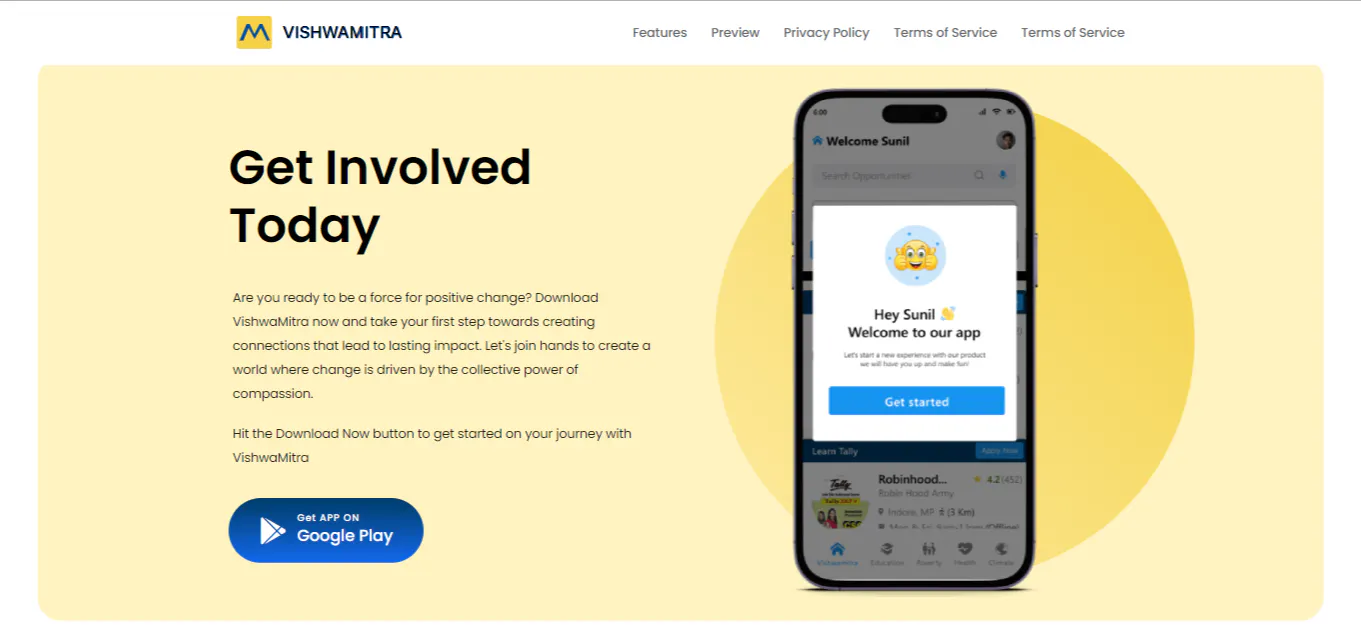 VISHWAMITRA
Features
Preview
Privacy Policy
Terms of Service
Terms of Service
Get Involved
Today
Are you ready to be a force for positive change? Download
VishwaMitra now and take your first step towards creating
connections that lead to lasting impact. Let's join hands to create a
world where change is driven by the collective power of
compassion.
Hit the Download Now button to get started on your journey with
VishwaMitra
Get APP ON
Google Play
6:00
Welcome Sunil
Search Opportunities
Hey Sunil 👋
Welcome to our app
Let's start a new experience with our product
we will have you up and make fun!
Get started
Learn Tally
Apply Now
Tally
Robinhood...
4.2 (452)
Robin Hood Army
Indore, MP
(3 Km)
Vishwamitra
Education
Poverty
Health
Climate